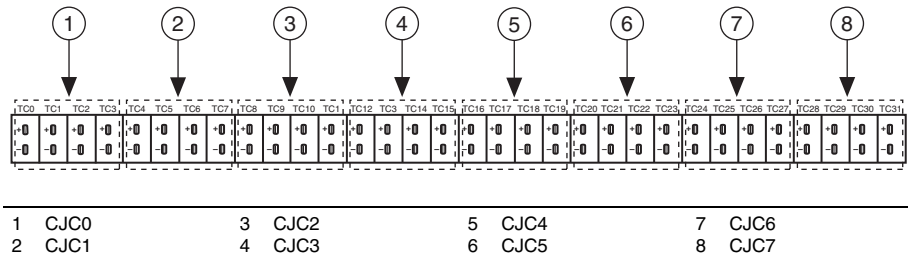 1 2 3 4 5 6 7 8
TC0 TC1 TC2 TC3 TC4 TC5 TC6 TC7 TC8 TC9 TC10 TC1 TC12 TC3 TC14 TC15 TC16 TC17 TC18 TC19 TC20 TC21 TC22 TC23 TC24 TC25 TC26 TC27 TC28 TC29 TC30 TC31
+ + + + + + + + + + + + + + + + + + + + + + + + + + + + + + + +
– – – – – – – – – – – – – – – – – – – – – – – – – – – – – – – –
1 CJC0 3 CJC2 5 CJC4 7 CJC6
2 CJC1 4 CJC3 6 CJC5 8 CJC7